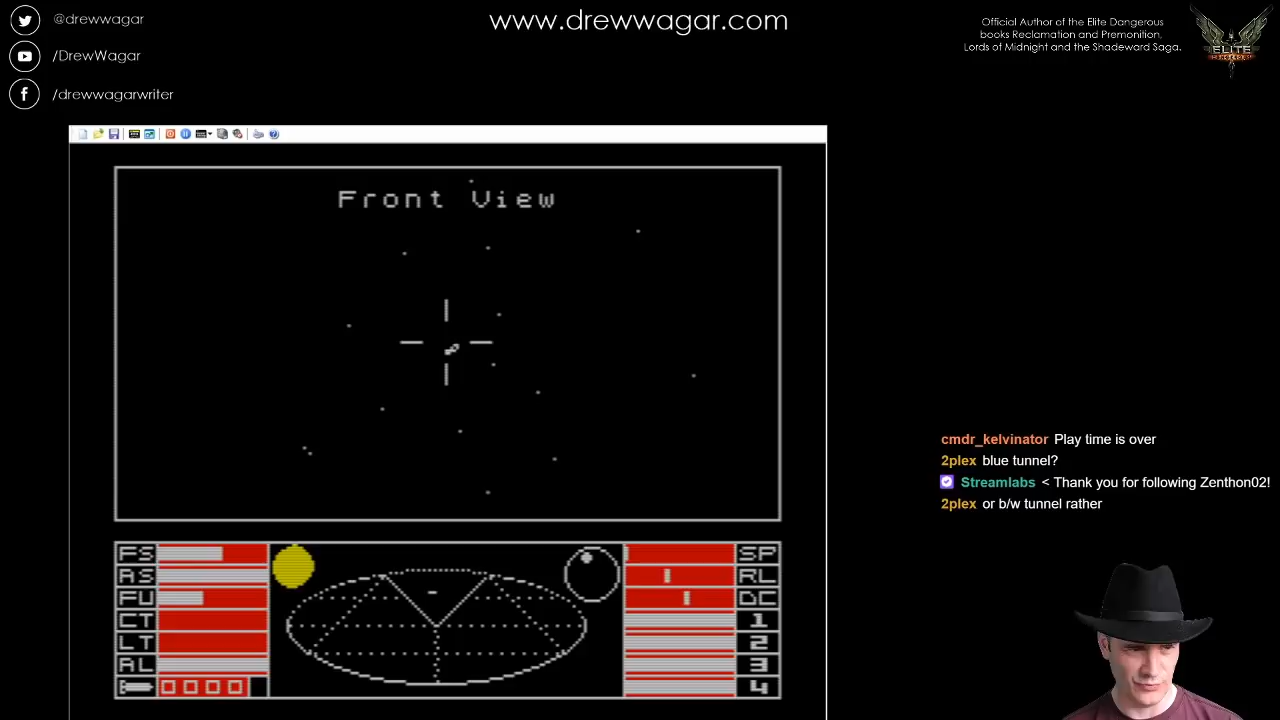 @drewwagar
/DrewWagar
/drewwagarwriter
www.drewwagar.com
Official Author of the Elite Dangerous
books Reclamation and Premonition,
Lords of Midnight and the Shadeward Saga.
ELITE
Front View
FS
AS
FU
CT
LT
AL
0000
SP
RL
DC
1
2
3
4
cmdr_kelvinator Play time is over
2plex blue tunnel?
Streamlabs < Thank you for following Zenthon02!
2plex or b/w tunnel rather